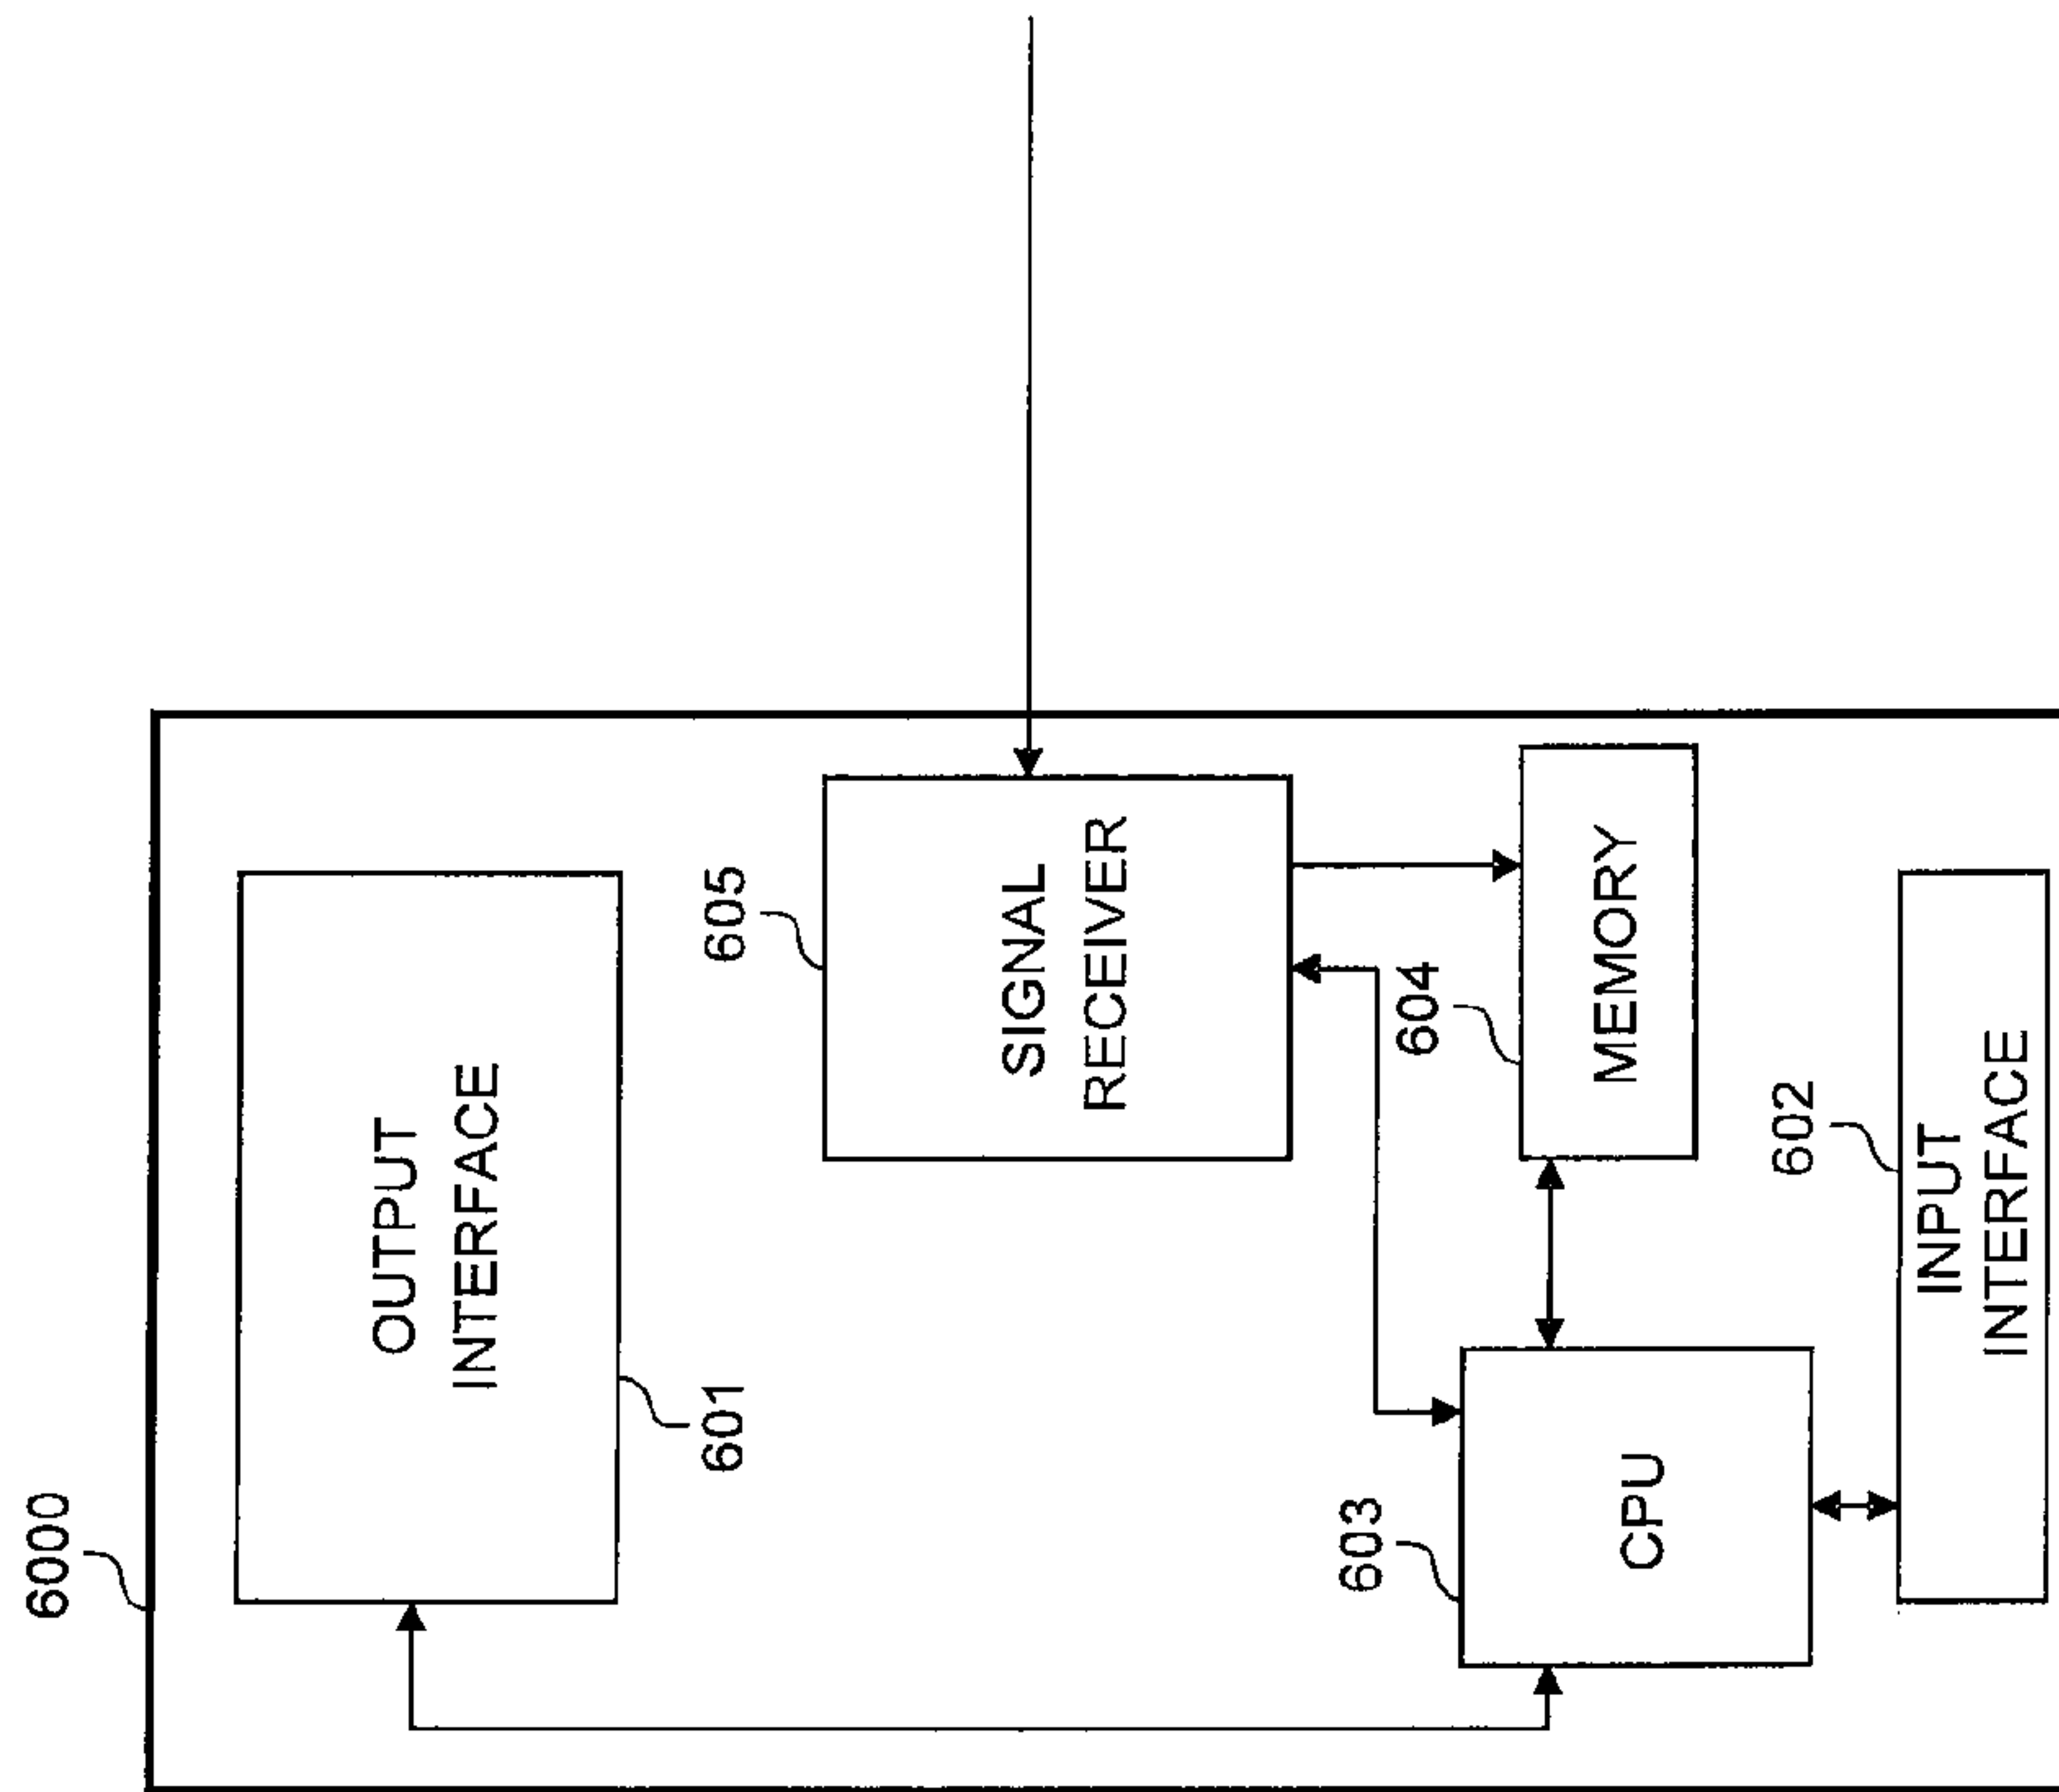 6000
OUTPUT
INTERFACE
601
605
SIGNAL
RECEIVER
603
CPU
604
MEMORY
602
INPUT
INTERFACE